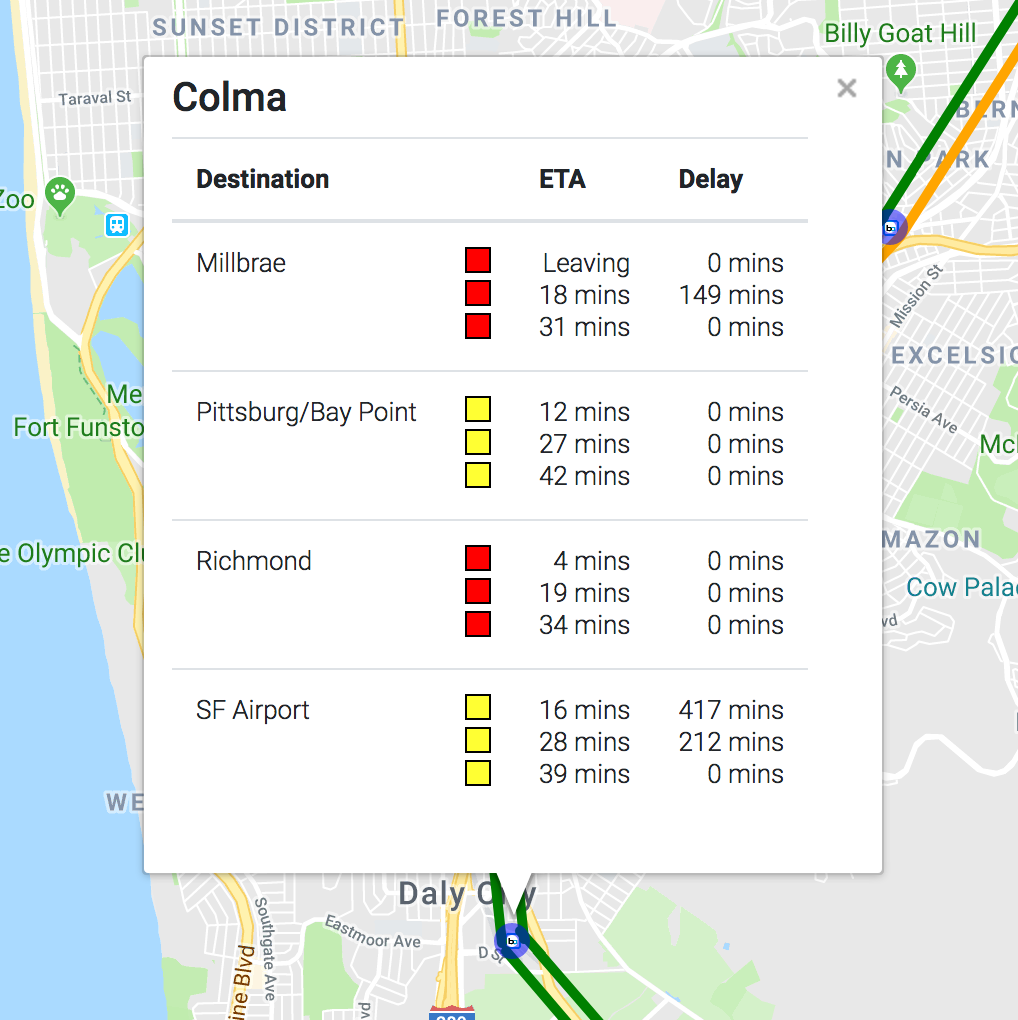 SUNSET DISTRICT
FOREST HILL
Billy Goat Hill
Taraval St
Colma
×
Destination ETA Delay
Millbrae Leaving 0 mins
18 mins 149 mins
31 mins 0 mins
Pittsburg/Bay Point 12 mins 0 mins
27 mins 0 mins
42 mins 0 mins
Richmond 4 mins 0 mins
19 mins 0 mins
34 mins 0 mins
SF Airport 16 mins 417 mins
28 mins 212 mins
39 mins 0 mins
BERN
N PARK
Zoo
Mission St
EXCELSIO
Persia Ave
Me
Fort Funsto
McL
e Olympic Clu
MAZON
Cow Palac
vd
WE
Daly C y
Eastmoor Ave
D St
Southgate Ave
ine Blvd